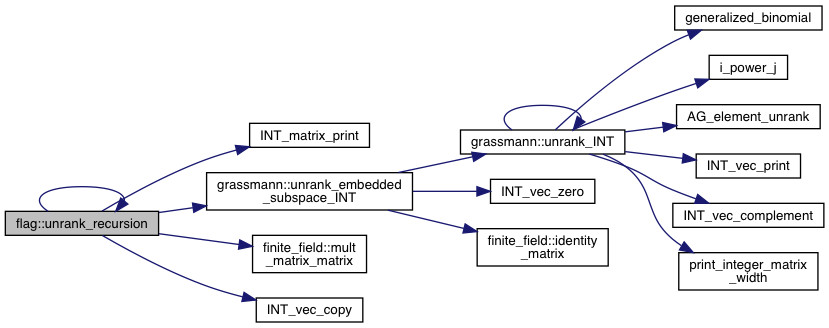 flag::unrank_recursion
INT_matrix_print
grassmann::unrank_embedded
_subspace_INT
finite_field::mult
_matrix_matrix
INT_vec_copy
grassmann::unrank_INT
INT_vec_zero
finite_field::identity
_matrix
generalized_binomial
i_power_j
AG_element_unrank
INT_vec_print
INT_vec_complement
print_integer_matrix
_width